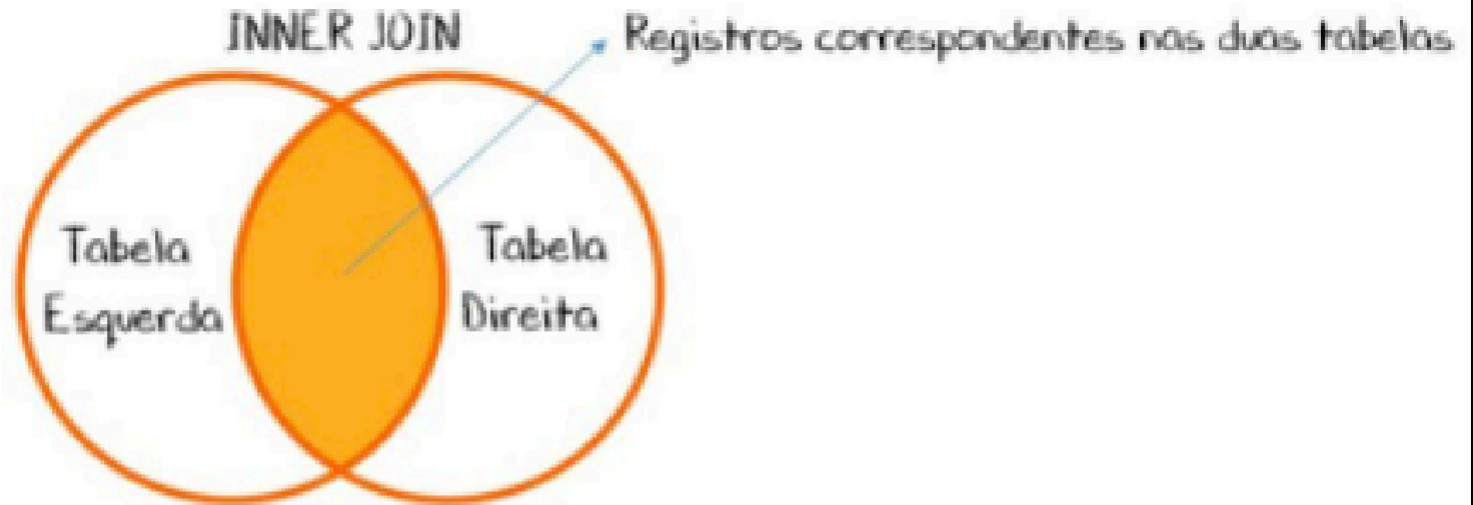 INNER JOIN
Registros correspondentes nas duas tabelas
Tabela
Esquerda
Tabela
Direita